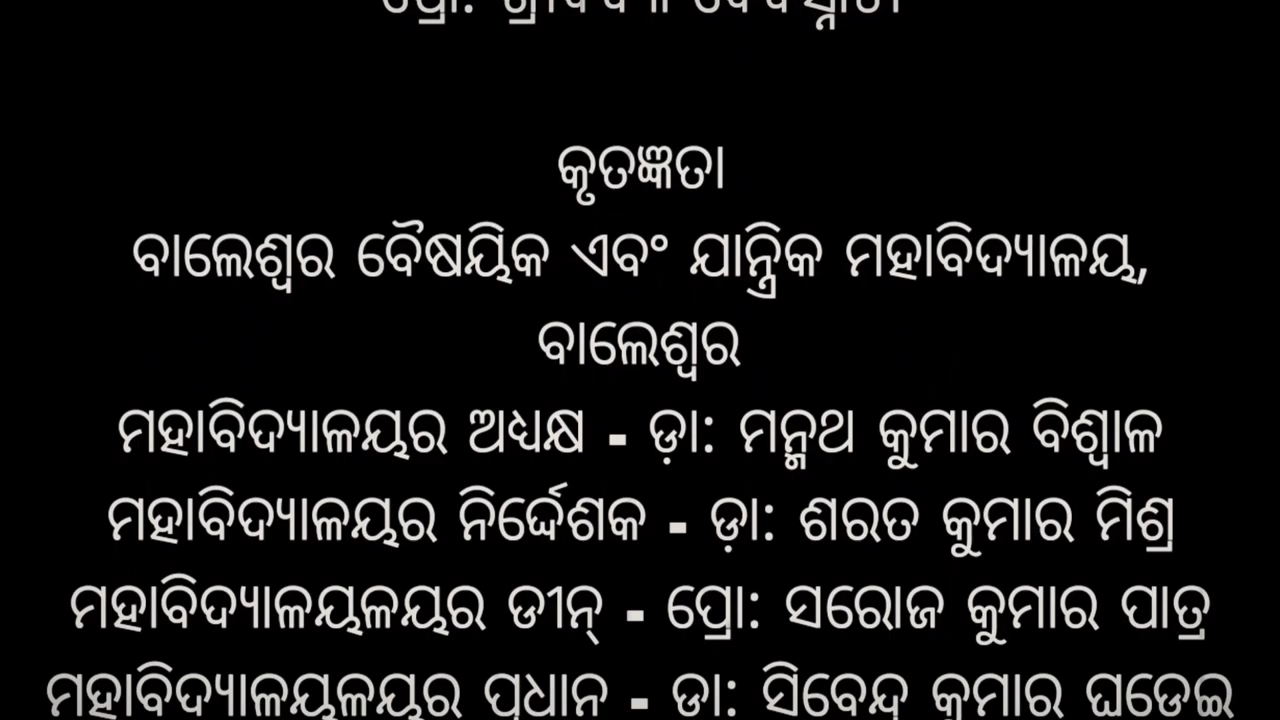 ପ୍ରୋ:
କୃତଜ୍ଞତା
ବାଲେଶ୍ୱର ବୈଷୟିକ ଏବଂ ଯାନ୍ତ୍ରିକ ମହାବିଦ୍ୟାଳୟ,
ବାଲେଶ୍ୱର
ମହାବିଦ୍ୟାଳୟର ଅଧ୍ୟକ୍ଷ - ଡ଼ା: ମନ୍ମଥ କୁମାର ବିଶ୍ୱାଳ
ମହାବିଦ୍ୟାଳୟର ନିର୍ଦ୍ଦେଶକ - ଡ଼ା: ଶରତ କୁମାର ମିଶ୍ର
ମହାବିଦ୍ୟାଳୟଳୟର ଡୀନ୍ - ପ୍ରୋ: ସରୋଜ କୁମାର ପାତ୍ର
ମହାବିଦ୍ୟାଳୟଳୟର ପ୍ରଧାନ - ଡ଼ା: ସିବେନ୍ଦୁ କୁମାର ଘଡେଇ